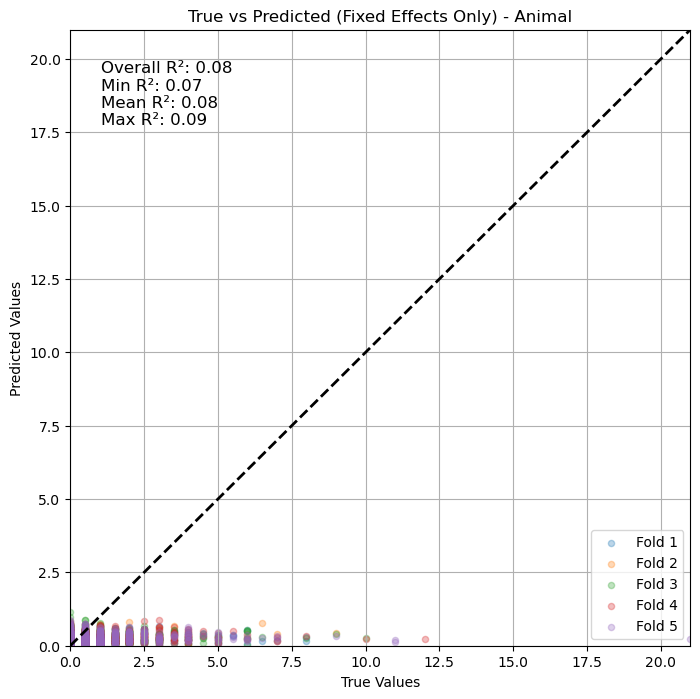 True vs Predicted (Fixed Effects Only) - Animal
20.0
17.5
15.0
12.5
10.0
7.5
5.0
2.5
0.0
Predicted Values
Overall R²: 0.08
Min R²: 0.07
Mean R²: 0.08
Max R²: 0.09
Fold 1
Fold 2
Fold 3
Fold 4
Fold 5
0.0 2.5 5.0 7.5 10.0 12.5 15.0 17.5 20.0
True Values